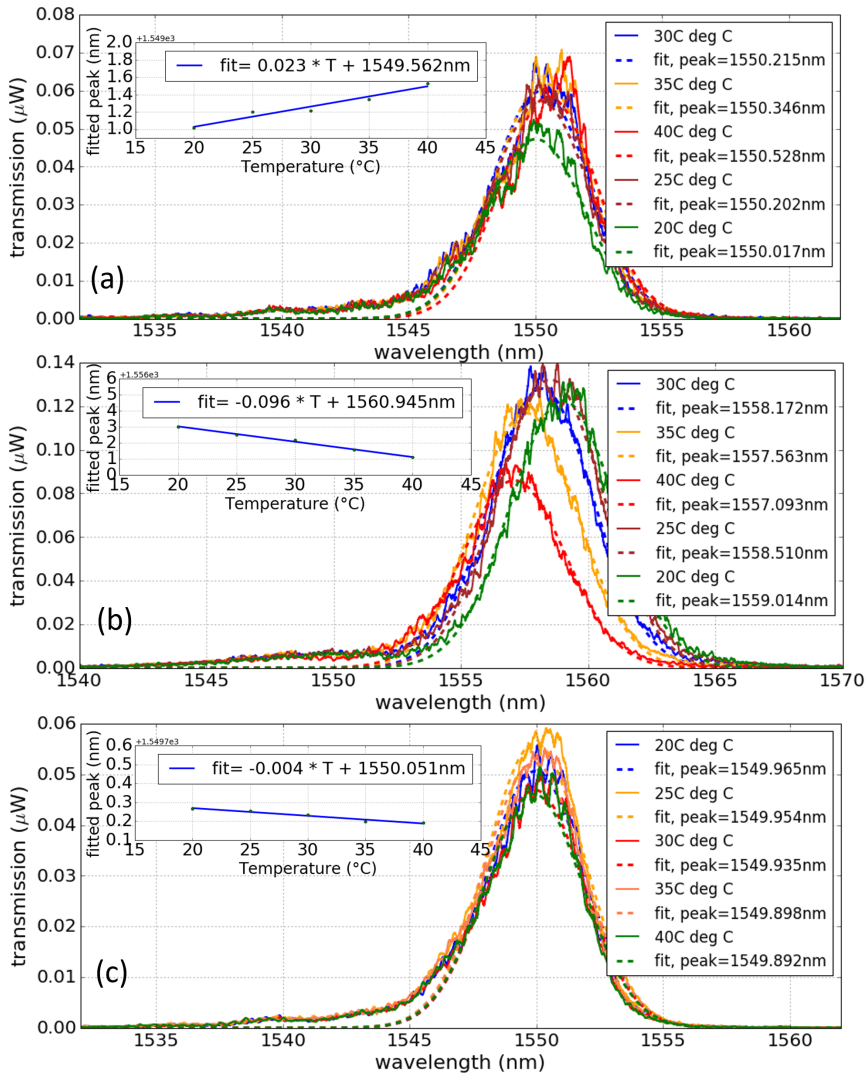 0.08
0.07
0.06
0.05
0.04
0.03
0.02
0.01
0.00
transmission (μW)
+1.549e3
2.0
1.8
1.6
1.4
1.2
1.0
fitted peak (nm)
fit= 0.023 * T + 1549.562nm
15 20 25 30 35 40 45
Temperature (°C)
30C deg C
fit, peak=1550.215nm
35C deg C
fit, peak=1550.346nm
40C deg C
fit, peak=1550.528nm
25C deg C
fit, peak=1550.202nm
20C deg C
fit, peak=1550.017nm
(a)
1535 1540 1545 1550 1555 1560
wavelength (nm)
0.14
0.12
0.10
0.08
0.06
0.04
0.02
0.00
transmission (μW)
+1.556e3
6
5
4
3
2
1
0
fitted peak (nm)
fit= -0.096 * T + 1560.945nm
15 20 25 30 35 40 45
Temperature (°C)
30C deg C
fit, peak=1558.172nm
35C deg C
fit, peak=1557.563nm
40C deg C
fit, peak=1557.093nm
25C deg C
fit, peak=1558.510nm
20C deg C
fit, peak=1559.014nm
(b)
1540 1545 1550 1555 1560 1565 1570
wavelength (nm)
0.06
0.05
0.04
0.03
0.02
0.01
0.00
transmission (μW)
+1.5497e3
0.6
0.5
0.4
0.3
0.2
0.1
fitted peak (nm)
fit= -0.004 * T + 1550.051nm
15 20 25 30 35 40 45
Temperature (°C)
20C deg C
fit, peak=1549.965nm
25C deg C
fit, peak=1549.954nm
30C deg C
fit, peak=1549.935nm
35C deg C
fit, peak=1549.898nm
40C deg C
fit, peak=1549.892nm
(c)
1535 1540 1545 1550 1555 1560
wavelength (nm)